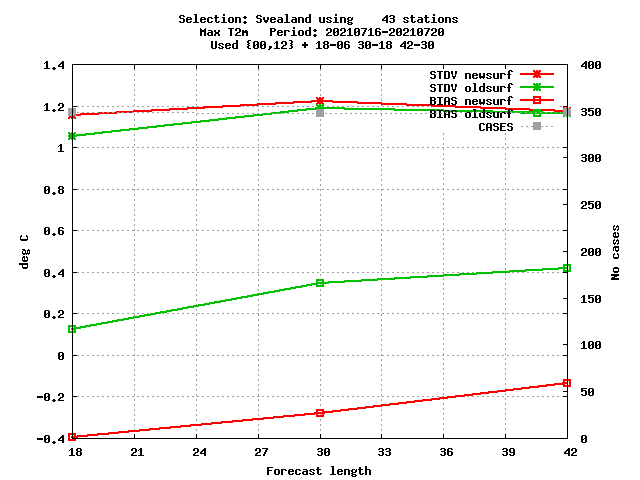 Selection: Svealand using    43 stations
Max T2m   Period: 20210716-20210720
Used {00,12} + 18-06 30-18 42-30
STDV newsurf
STDV oldsurf
BIAS newsurf
BIAS oldsurf
CASES
deg C
1.4
1.2
1
0.8
0.6
0.4
0.2
0
-0.2
-0.4
No cases
400
350
300
250
200
150
100
50
0
18 21 24 27 30 33 36 39 42
Forecast length